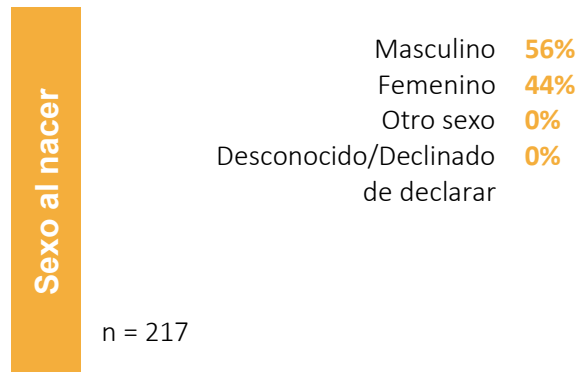 Sexo al nacer
Masculino 56%
Femenino 44%
Otro sexo 0%
Desconocido/Declinado 0%
de declarar
n = 217